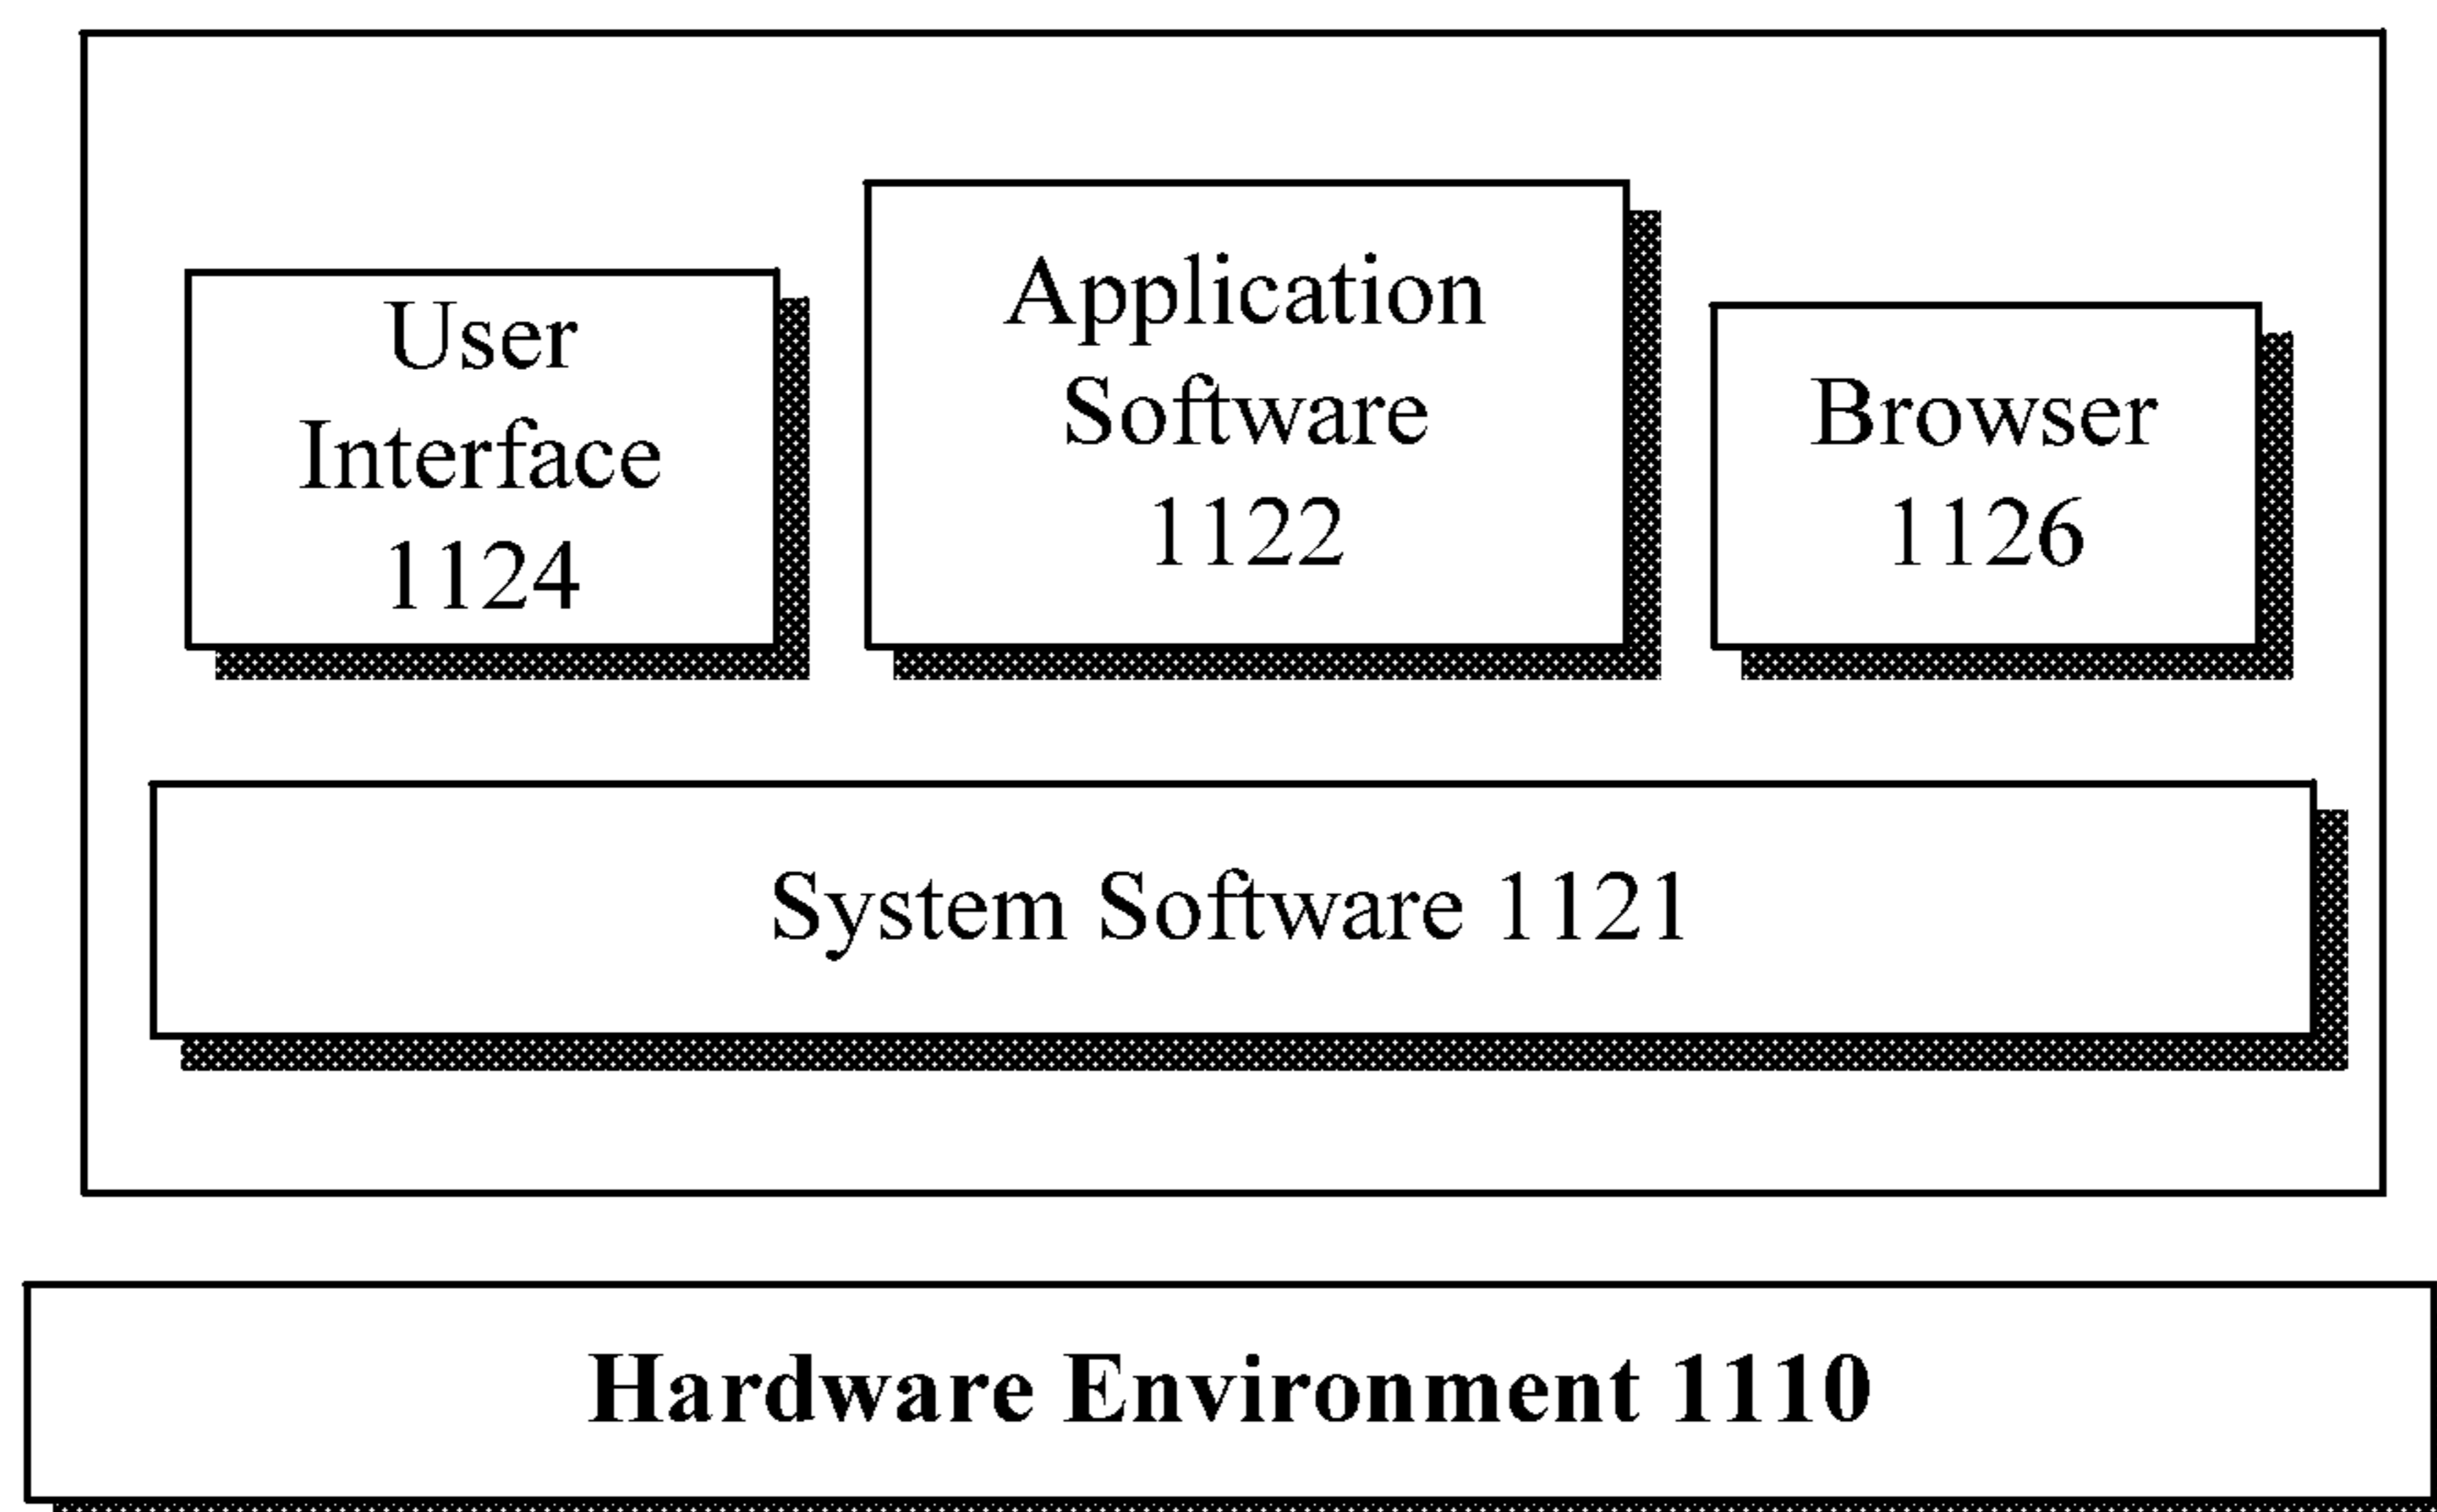 User
Interface
1124
Application
Software
1122
Browser
1126
System Software 1121
Hardware Environment 1110